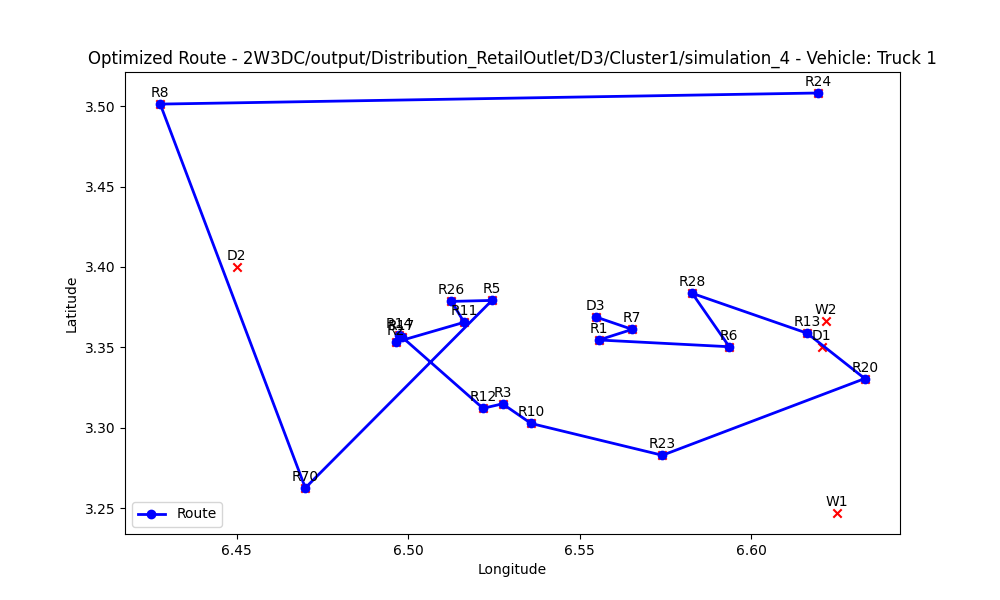 Optimized Route - 2W3DC/output/Distribution_RetailOutlet/D3/Cluster1/simulation_4 - Vehicle: Truck 1
R24
R8
3.50
3.45
D2
3.40
R26
R5
R28
D3
W2
R11
R7
R13
R1
R6
D1
3.35
R20
R12
R3
R10
3.30
R23
R70
W1
3.25
Route
6.45
6.50
6.55
6.60
Longitude
Latitude